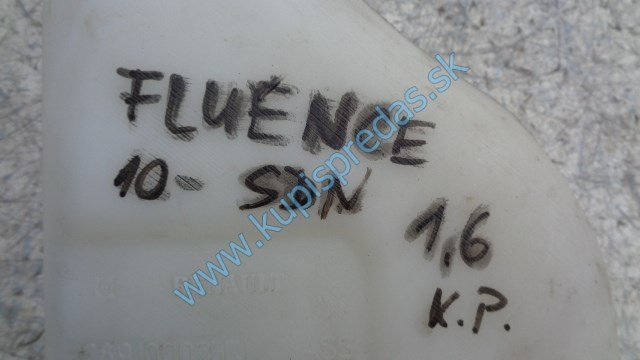 FLUENCE
10- SDN
1,6
K.P.
www.kupispredas.sk